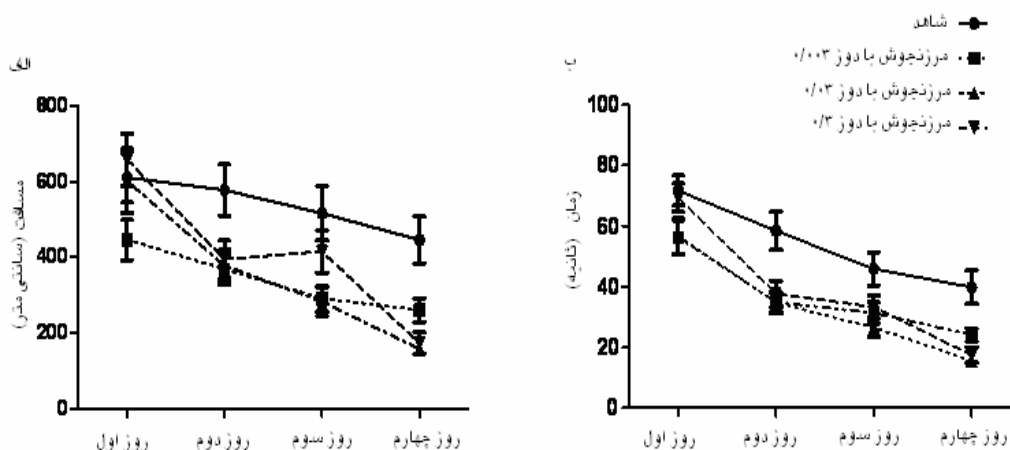 الف
مسافت (سانتی متر)
800
600
400
200
0
روز اول
روز دوم
روز سوم
روز چهارم
ب
شاهد
مرزنجوش با دوز ۰/۰۰۳
مرزنجوش با دوز ۰/۰۳
مرزنجوش با دوز ۰/۳
زمان (ثانیه)
100
80
60
40
20
0
روز اول
روز دوم
روز سوم
روز چهارم